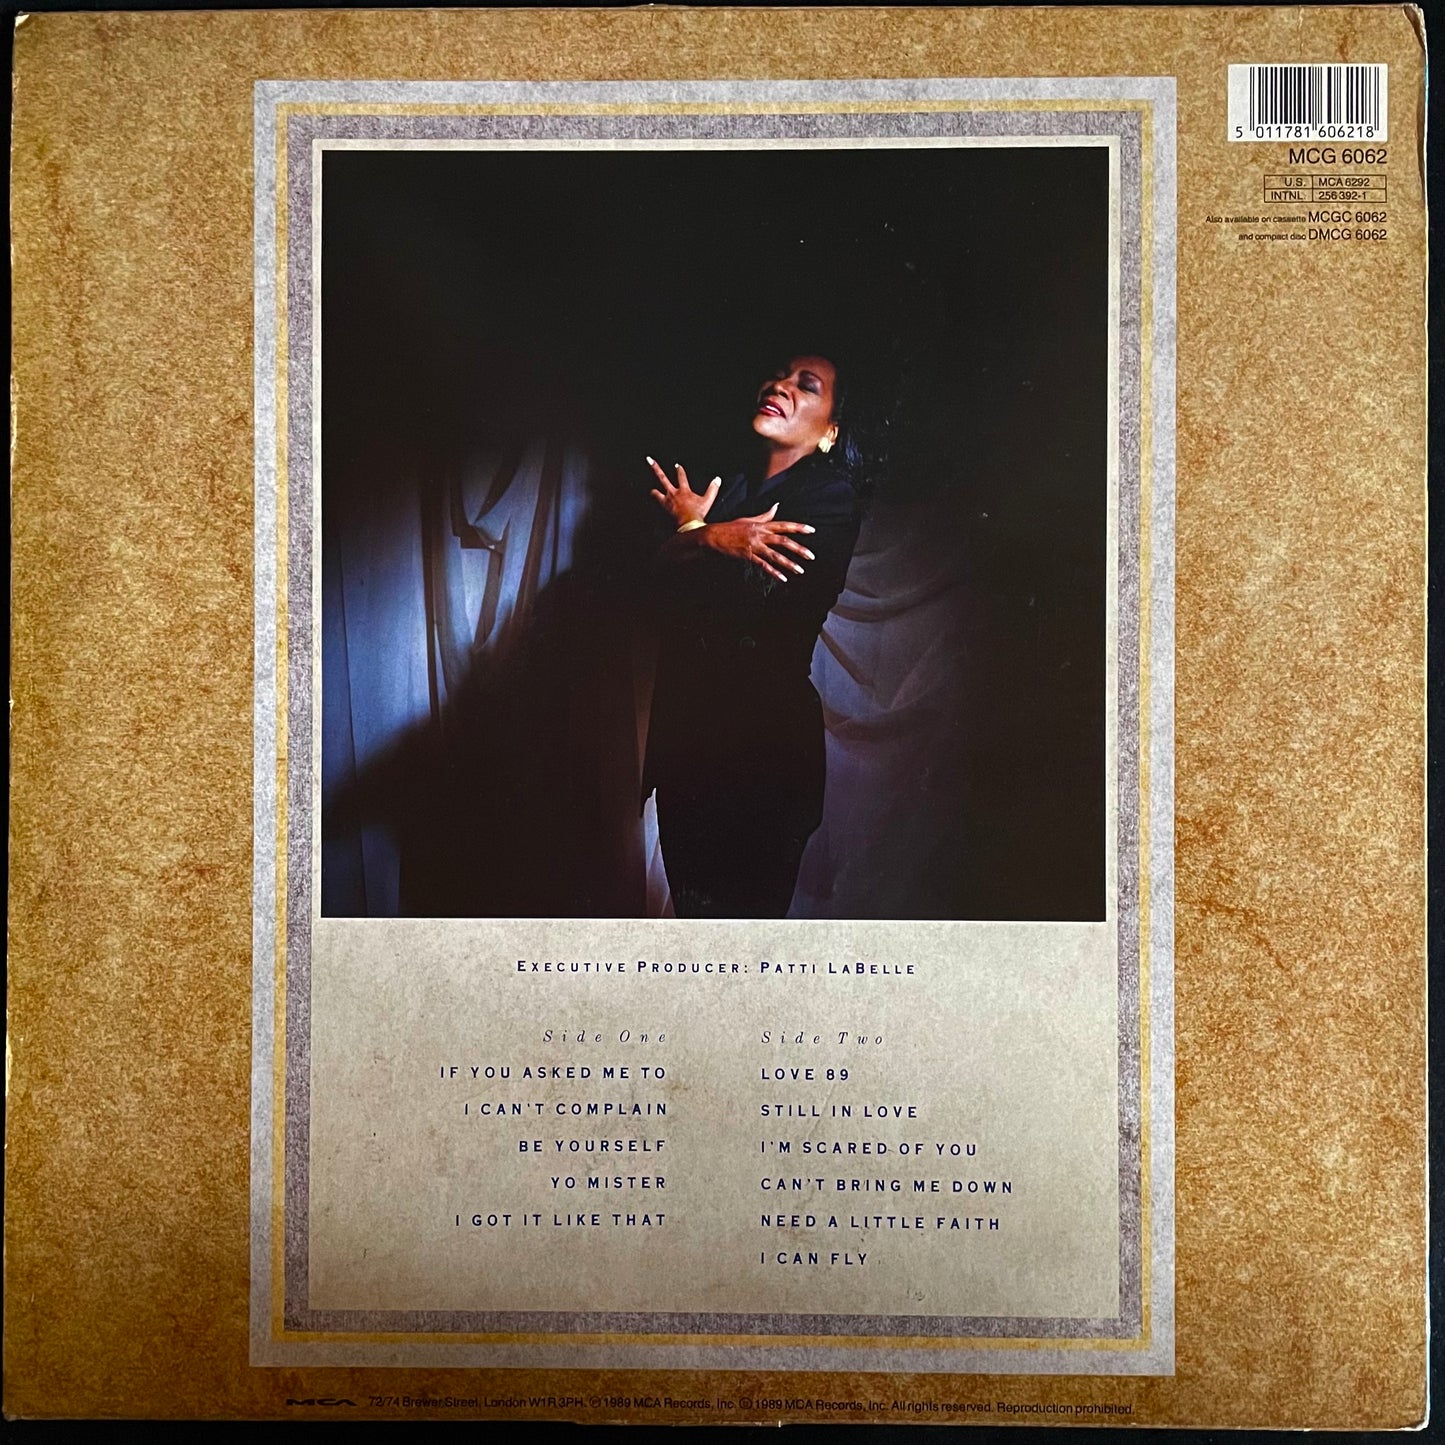 5 011781 606218
MCG 6062
U.S. MCA 6292
INTNL 256 392-1
Also available on cassette MCGC 6062
and compact disc DMCG 6062
EXECUTIVE PRODUCER: PATTI LABELLE
Side One
IF YOU ASKED ME TO
I CAN'T COMPLAIN
BE YOURSELF
YO MISTER
I GOT IT LIKE THAT
Side Two
LOVE 89
STILL IN LOVE
I'M SCARED OF YOU
CAN'T BRING ME DOWN
NEED A LITTLE FAITH
I CAN FLY
MCA 72/74 Brewer Street, London W1R 3PH. ℗ 1989 MCA Records, Inc. © 1989 MCA Records, Inc. All rights reserved. Reproduction prohibited.